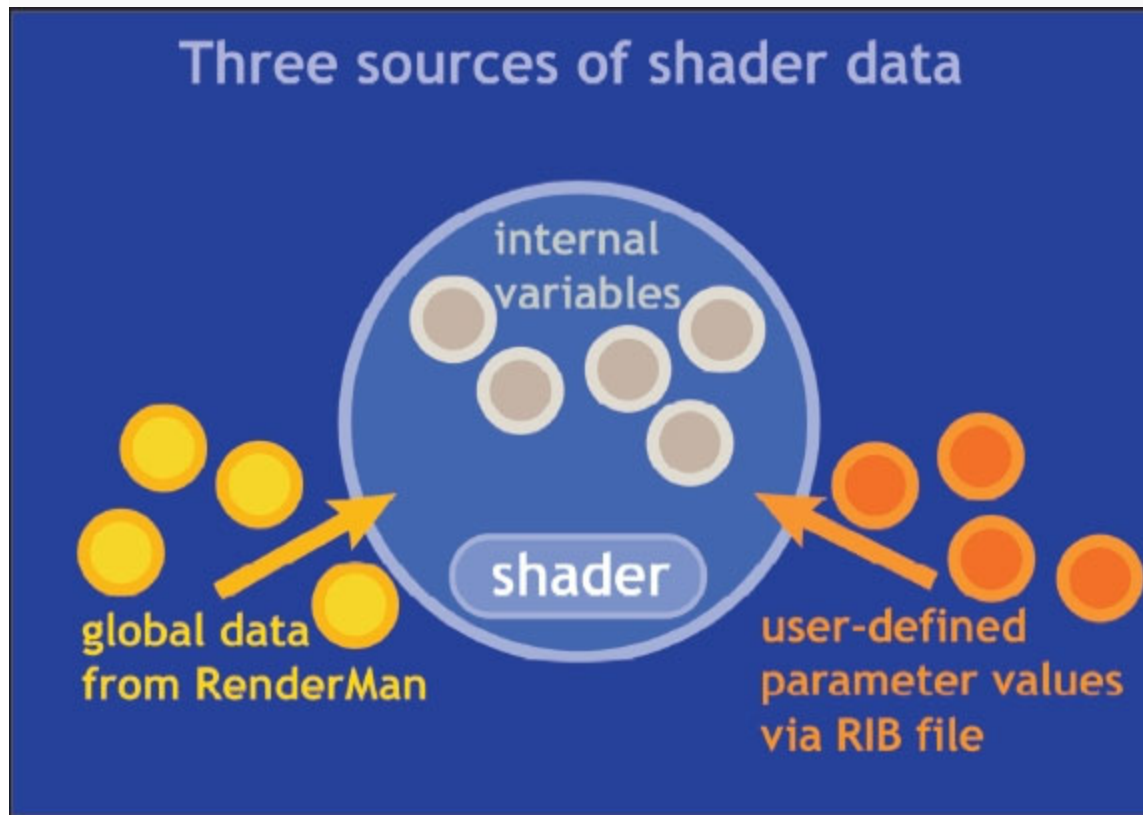 Three sources of shader data
internal
variables
shader
global data
from RenderMan
user-defined
parameter values
via RIB file